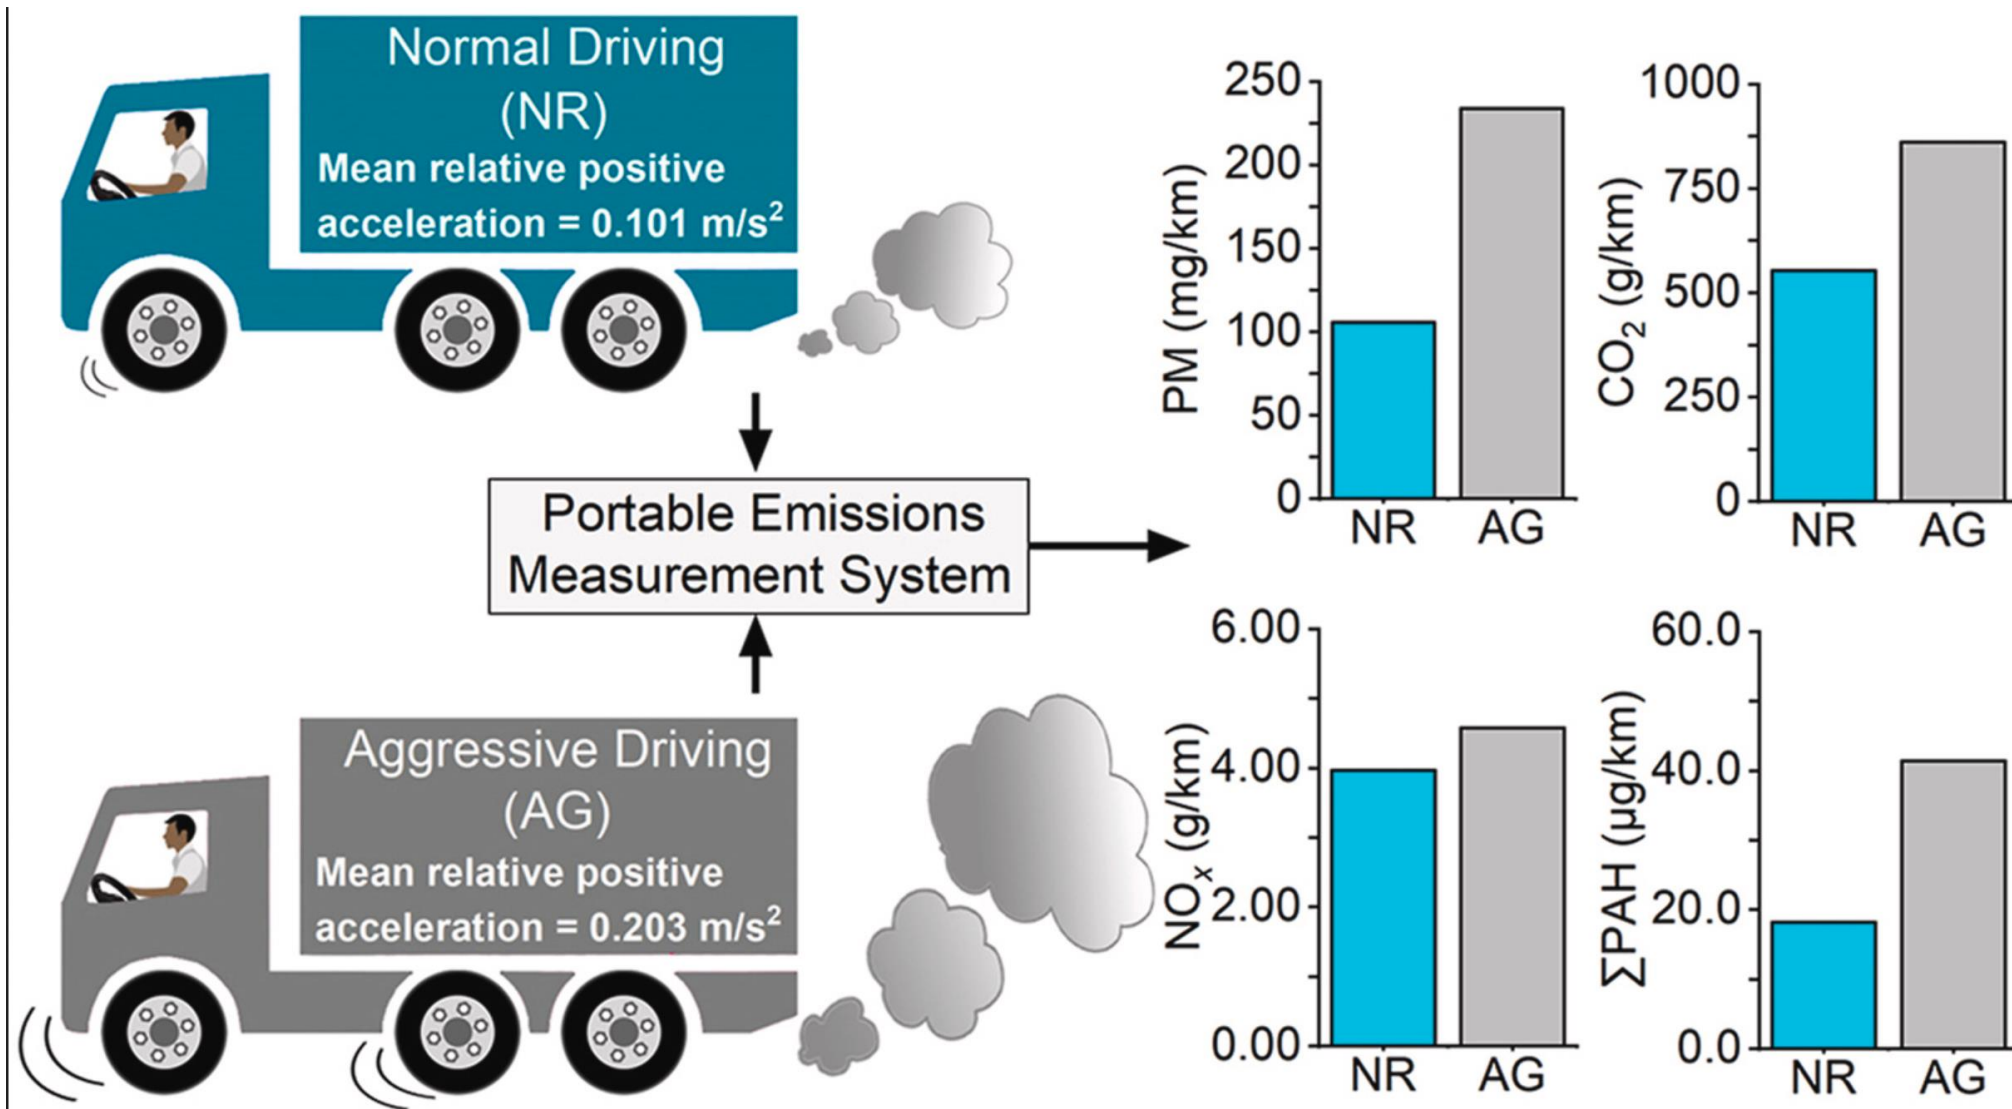 Normal Driving
(NR)
Mean relative positive
acceleration = 0.101 m/s²
Portable Emissions
Measurement System
Aggressive Driving
(AG)
Mean relative positive
acceleration = 0.203 m/s²
PM (mg/km)
250
200
150
100
50
0
NR AG
CO₂ (g/km)
1000
750
500
250
0
NR AG
NOₓ (g/km)
6.00
4.00
2.00
0.00
NR AG
∑PAH (µg/km)
60.0
40.0
20.0
0.0
NR AG